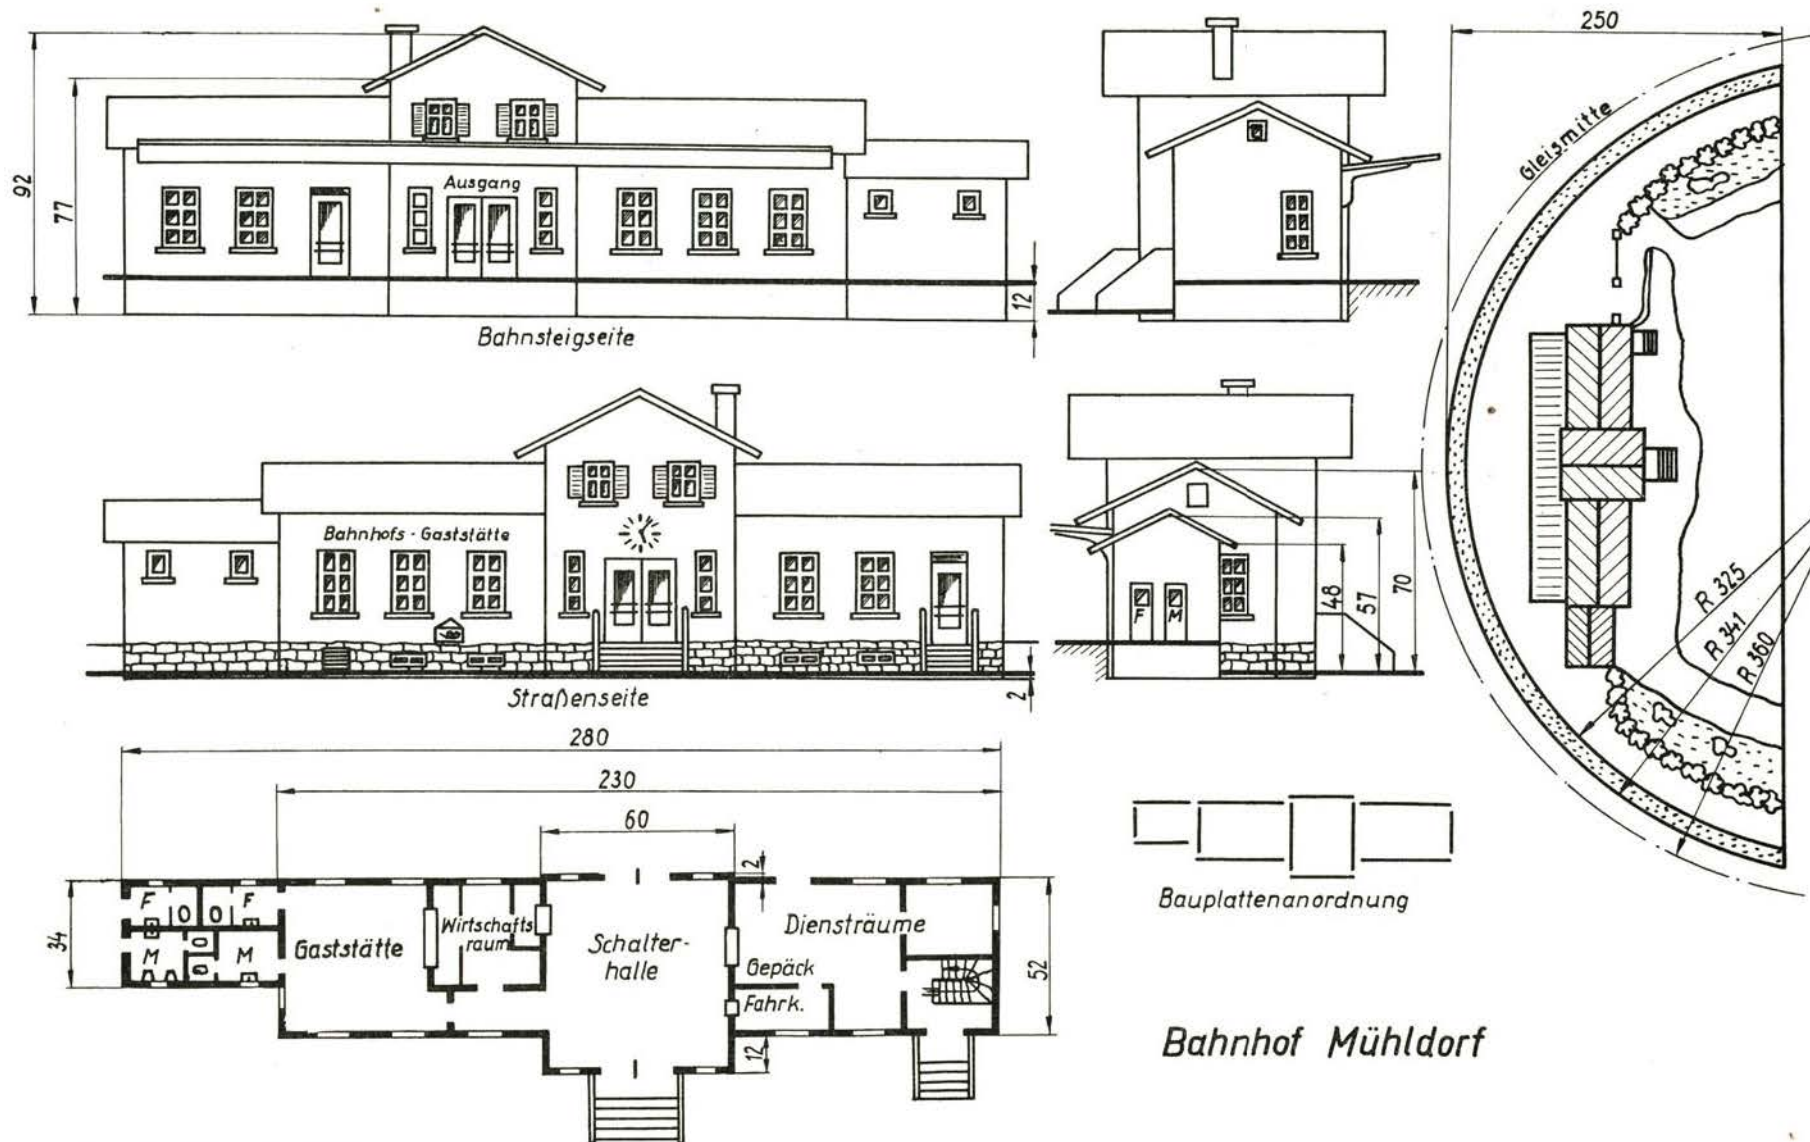 250
92
77
Ausgang
12
Bahnsteigseite
Gleismitte
Bahnhofs - Gaststätte
F
M
48
57
70
2
Straßenseite
R 325
R 341
R 360
280
230
60
2
34
F
F
M
M
Gaststätte
Wirtschafts
raum
Schalter-
halle
Diensträume
Gepäck
Fahrk.
52
12
Bauplattenanordnung
Bahnhof Mühldorf